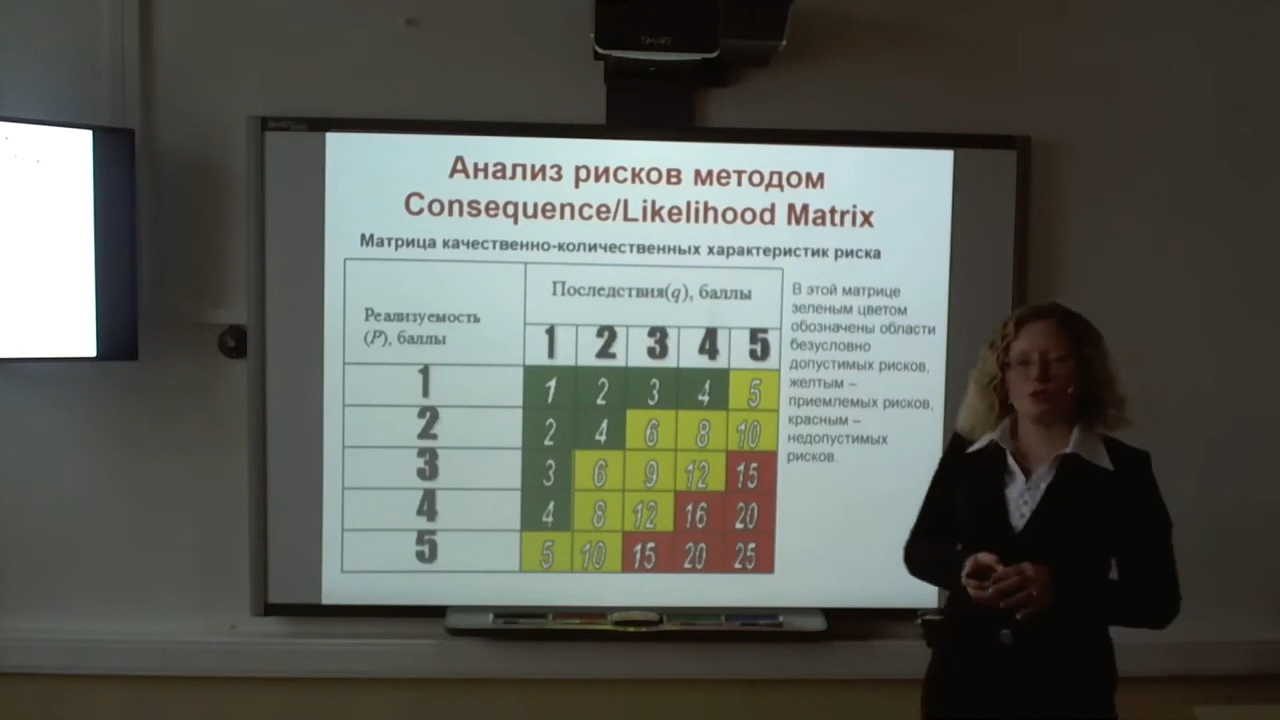 SMART
Анализ рисков методом
Consequence/Likelihood Matrix
Матрица качественно-количественных характеристик риска
Реализуемость
(P), баллы
Последствия(q), баллы
1 2 3 4 5
1 1 2 3 4 5
2 2 4 6 8 10
3 3 6 9 12 15
4 4 8 12 16 20
5 5 10 15 20 25
В этой матрице
зеленым цветом
обозначены области
безусловно
допустимых рисков,
желтым –
приемлемых рисков,
красным –
недопустимых
рисков.